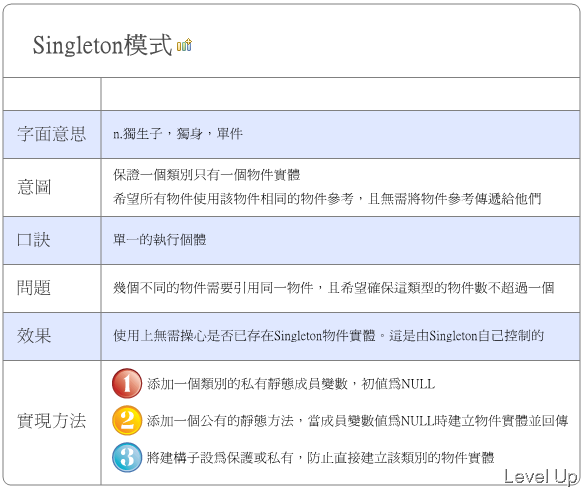 Singleton模式
字面意思
n.獨生子，獨身，單件
意圖
保證一個類別只有一個物件實體
希望所有物件使用該物件相同的物件參考，且無需將物件參考傳遞給他們
口訣
單一的執行個體
問題
幾個不同的物件需要引用同一物件，且希望確保這類型的物件數不超過一個
效果
使用上無需操心是否已存在Singleton物件實體。這是由Singleton自己控制的
實現方法
1 添加一個類別的私有靜態成員變數，初值爲NULL
2 添加一個公有的靜態方法，當成員變數值爲NULL時建立物件實體並回傳
3 將建構子設爲保護或私有，防止直接建立該類別的物件實體
Level Up